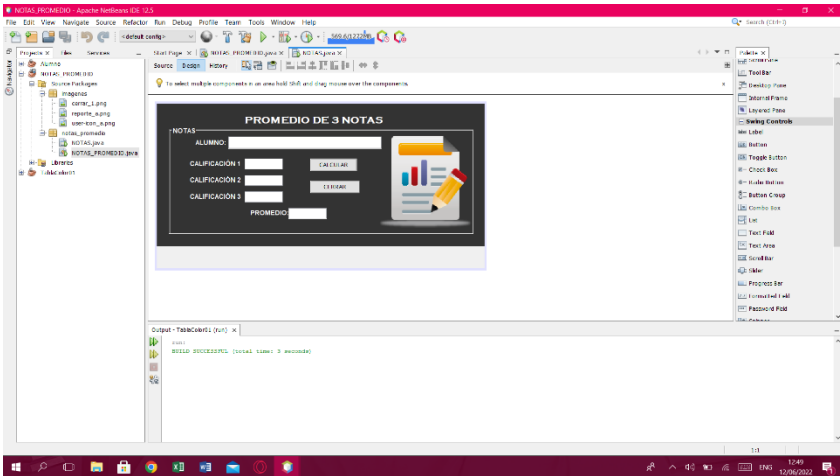 NOTAS_PROMEDIO - Apache NetBeans IDE 12.5
File Edit View Navigate Source Refactor Run Debug Profile Team Tools Window Help
Search (Ctrl+I)
<default config>
Projects × Files Services
Start Page × NOTAS_PROMEDIO.java × NOTAS.java ×
Palette ×
Navigator
Alumno
NOTAS_PROMEDIO
Source Packages
imagenes
cerrar_1.png
reporte_a.png
user-icon_a.png
notas_promedio
NOTAS.java
NOTAS_PROMEDIO.java
Libraries
TablaColor01
Source Design History
To select multiple components in an area hold Shift and drag mouse over the components.
PROMEDIO DE 3 NOTAS
NOTAS
ALUMNO:
CALIFICACIÓN 1
CALCULAR
CALIFICACIÓN 2
CERRAR
CALIFICACIÓN 3
PROMEDIO:
Tool Bar
Desktop Pane
Internal Frame
Layered Pane
Swing Controls
Label
Button
Toggle Button
Check Box
Radio Button
Button Group
Combo Box
List
Text Field
Text Area
Scroll Bar
Slider
Progress Bar
Formatted Field
Password Field
Output - TablaColor01 (run) ×
run:
BUILD SUCCESSFUL (total time: 3 seconds)
1:1
ENG
12:49
12/06/2022